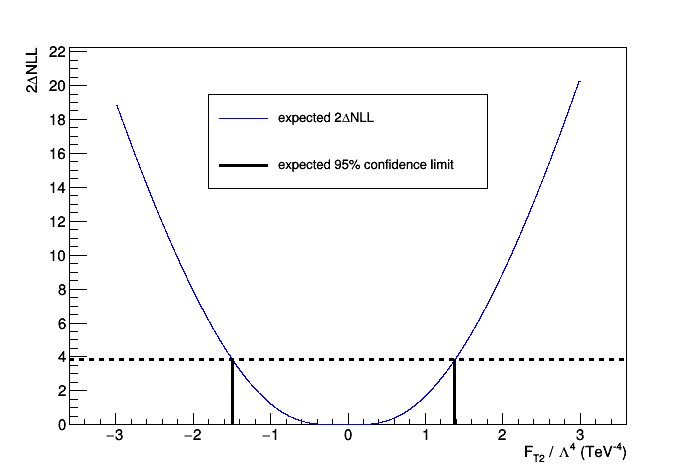 2ΔNLL
22
20
18
16
14
12
10
8
6
4
2
0
expected 2ΔNLL
expected 95% confidence limit
−3 −2 −1 0 1 2 3
F_T2 / Λ^4 (TeV^-4)